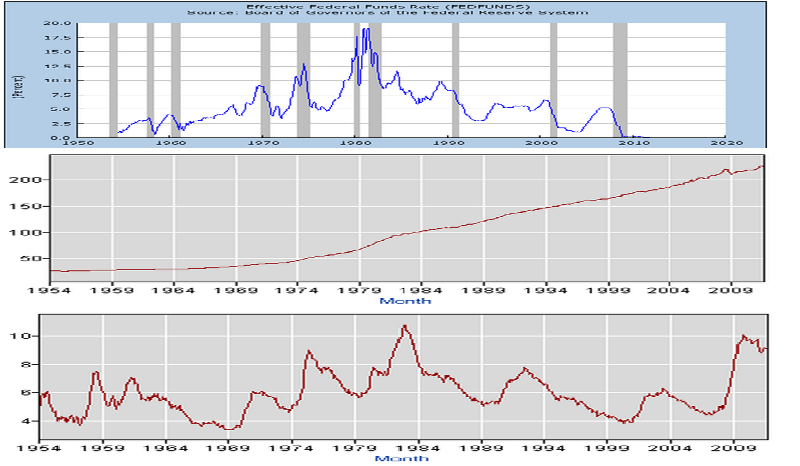 Effective Federal Funds Rate (FEDFUNDS)
Source: Board of Governors of the Federal Reserve System
20.0
17.5
15.0
12.5
10.0
7.5
5.0
2.5
0.0
(Percent)
1950 1960 1970 1980 1990 2000 2010 2020
200
150
100
50
1954 1959 1964 1969 1974 1979 1984 1989 1994 1999 2004 2009
Month
10
8
6
4
1954 1959 1964 1969 1974 1979 1984 1989 1994 1999 2004 2009
Month